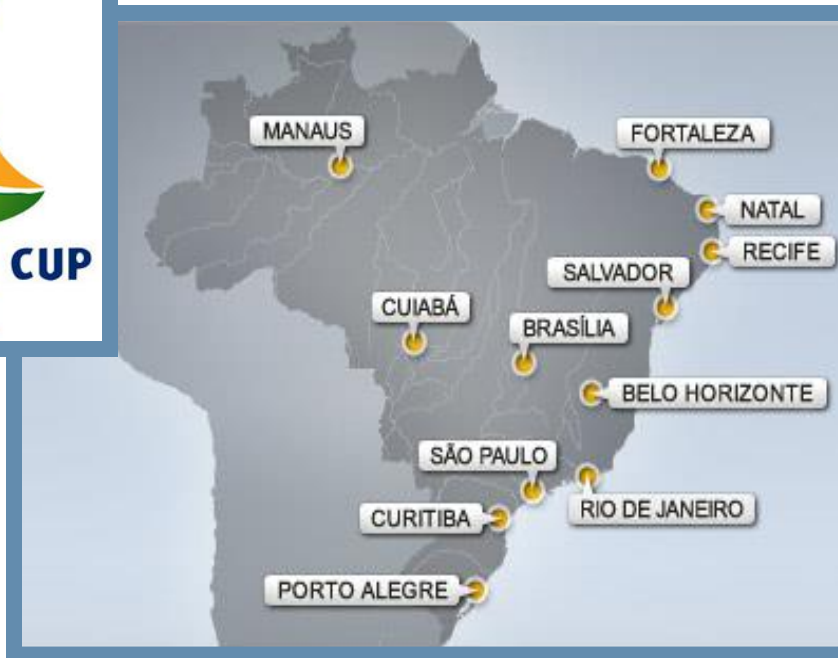 CUP
MANAUS
FORTALEZA
NATAL
RECIFE
SALVADOR
CUIABÁ
BRASÍLIA
BELO HORIZONTE
SÃO PAULO
RIO DE JANEIRO
CURITIBA
PORTO ALEGRE